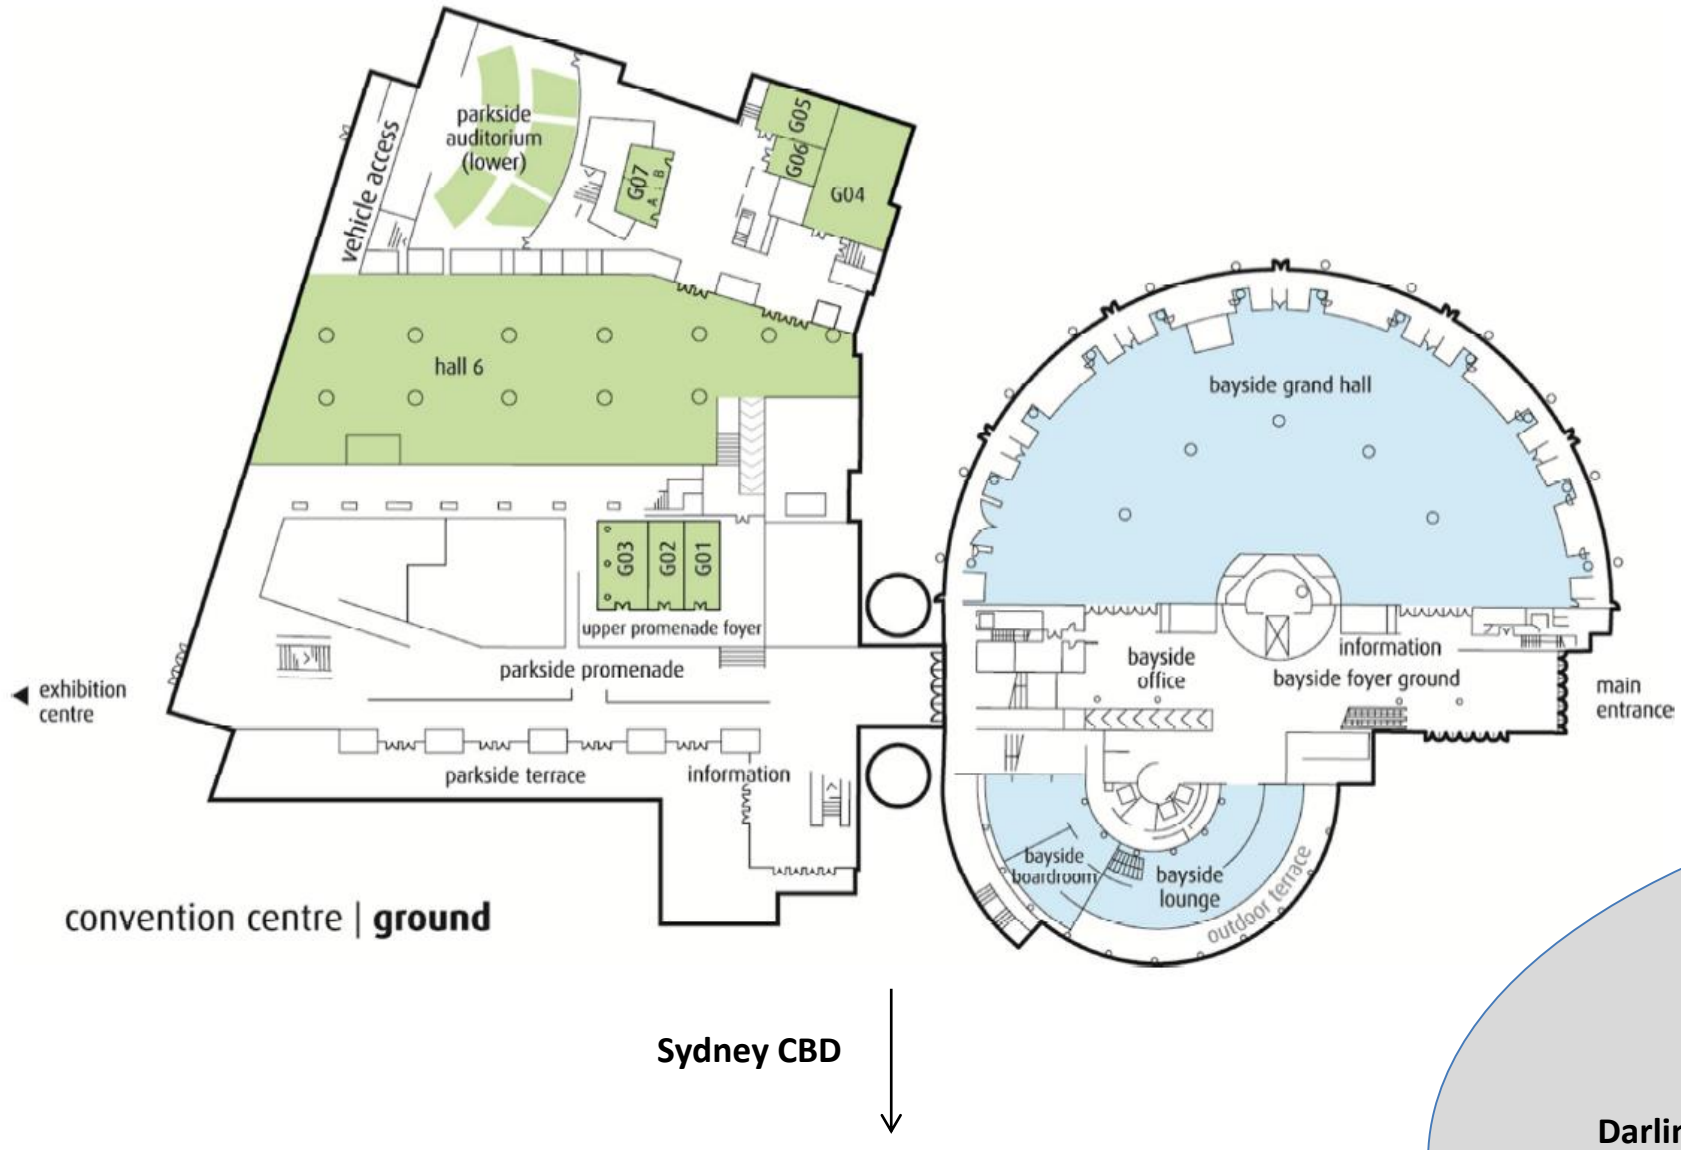 parkside
auditorium
(lower)
vehicle access
G05
G06
G04
G07
A
B
hall 6
bayside grand hall
G03
G02
G01
upper promenade foyer
parkside promenade
exhibition
centre
bayside
office
information
bayside foyer ground
main
entrance
parkside terrace
information
bayside
boardroom
bayside
lounge
outdoor terrace
convention centre | ground
Sydney CBD
Darlin